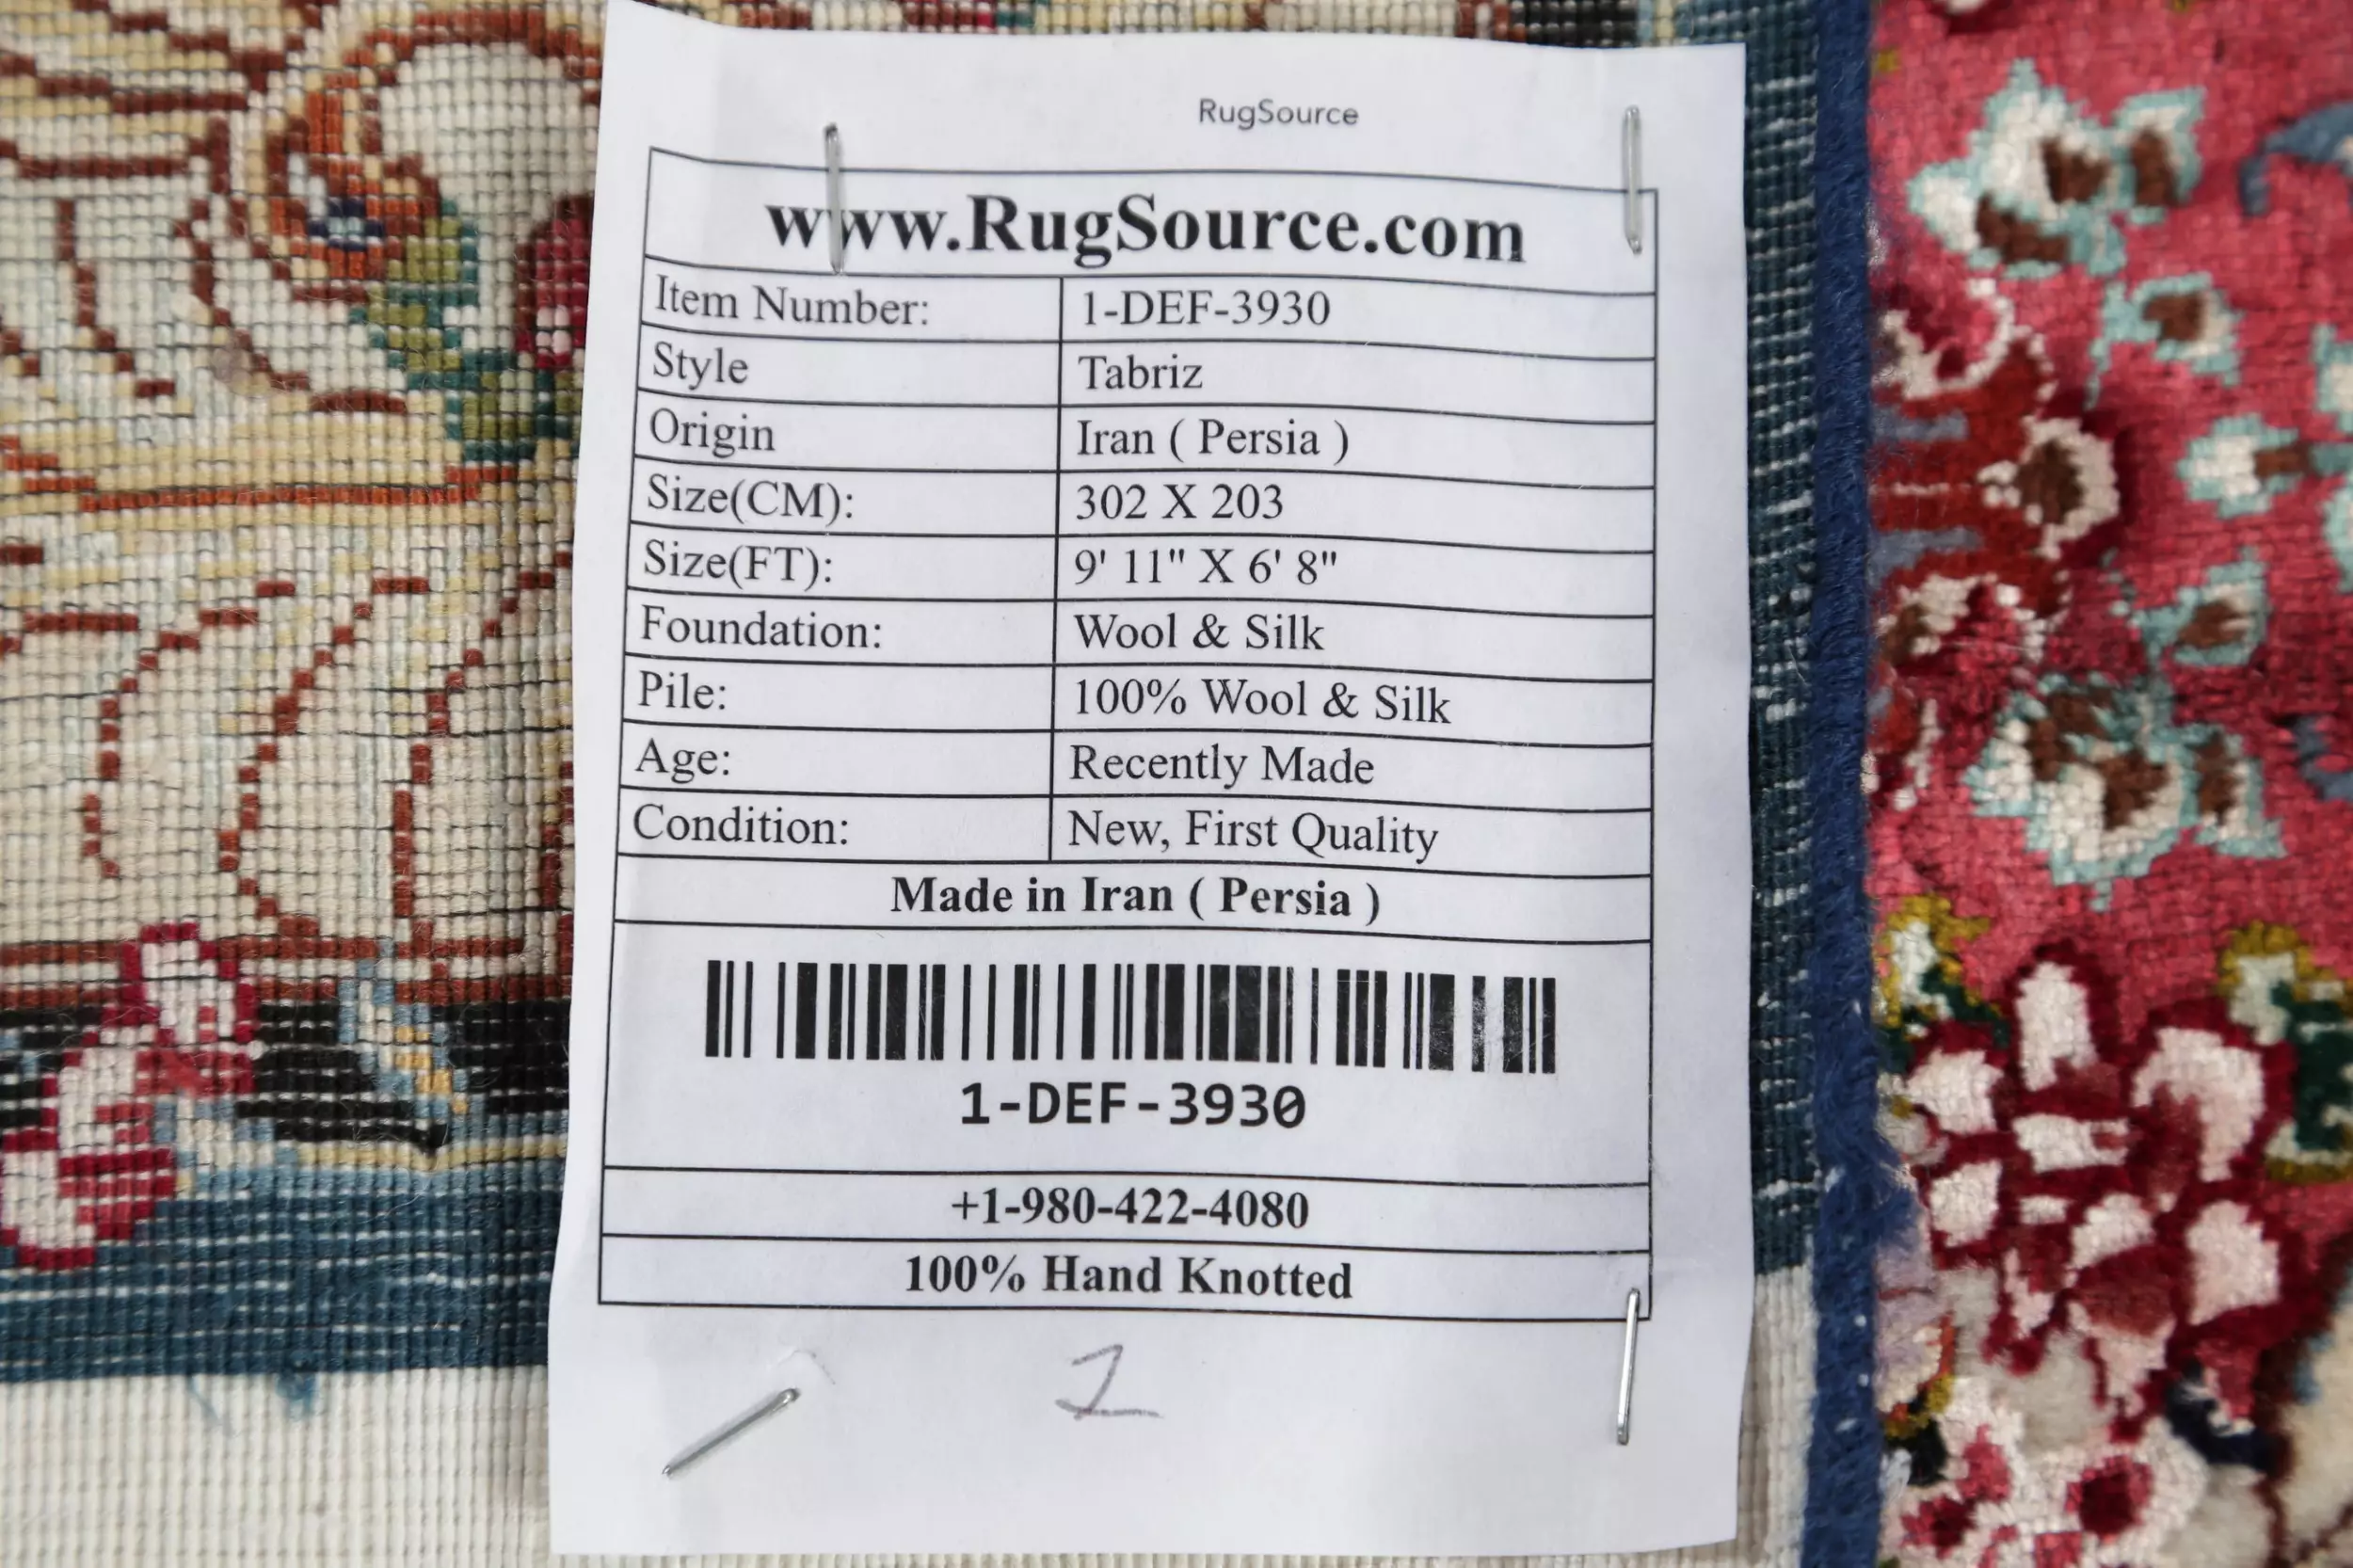 RugSource
www.RugSource.com
Item Number: 1-DEF-3930
Style Tabriz
Origin Iran ( Persia )
Size(CM): 302 X 203
Size(FT): 9' 11" X 6' 8"
Foundation: Wool & Silk
Pile: 100% Wool & Silk
Age: Recently Made
Condition: New, First Quality
Made in Iran ( Persia )
1-DEF-3930
+1-980-422-4080
100% Hand Knotted
1